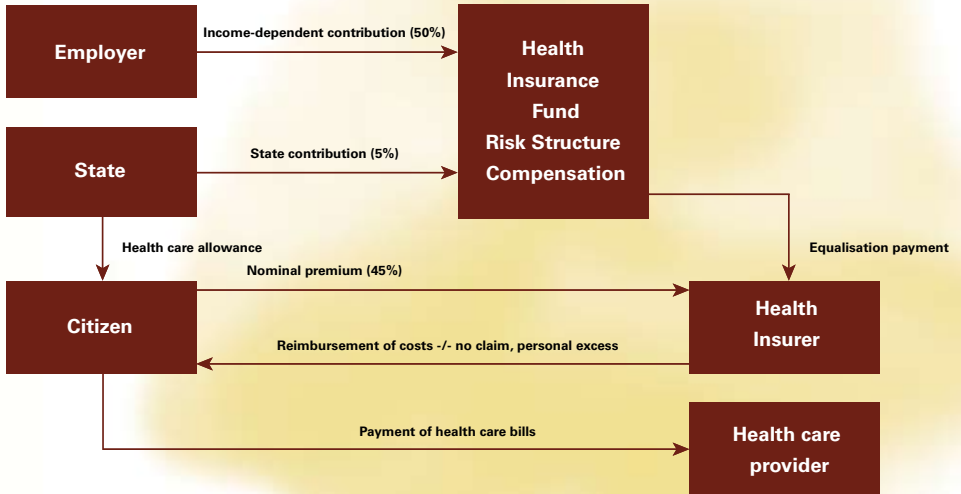 Employer
Income-dependent contribution (50%)
Health
Insurance
Fund
Risk Structure
Compensation
State
State contribution (5%)
Health care allowance
Equalisation payment
Nominal premium (45%)
Citizen
Health
Insurer
Reimbursement of costs -/- no claim, personal excess
Payment of health care bills
Health care
provider